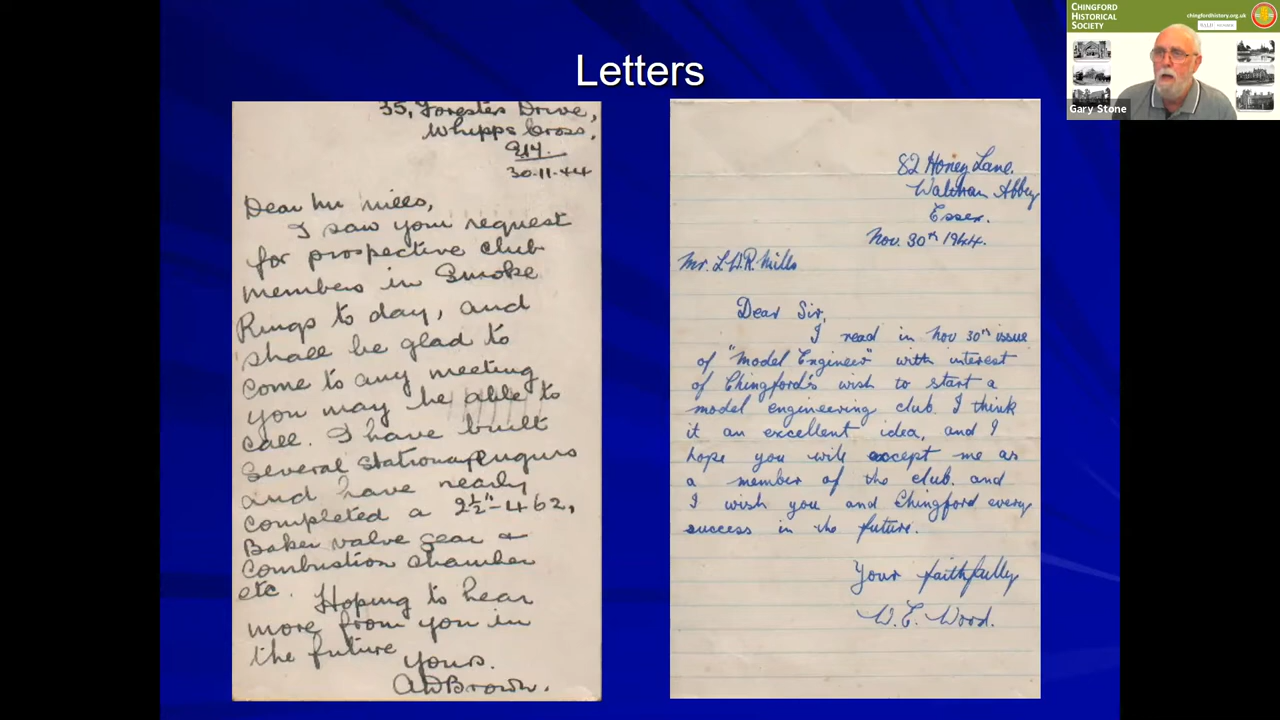 Letters
35, Forester Drive,
Whipps Cross,
E17.
30-11-44
Dear Mr Mills,
I saw your request
for prospective club
members in Smoke
Rings to day, and
shall be glad to
come to any meeting
you may be able to
call. I have built
several stationary engines
and have nearly
completed a 2½"-462,
Baker valve gear &
combustion chamber
etc. Hoping to hear
more from you in
the future
yours.
A W Brown.
82 Honey Lane.
Waltham Abbey
Essex.
Nov. 30th 1944.
Mr. L.W.R. Mills
Dear Sir,
I read in Nov 30th issue
of "Model Engineer" with interest
of Chingford's wish to start a
model engineering club. I think
it an excellent idea, and I
hope you will except me as
a member of the club. and
I wish you and Chingford every
success in the future.
Your faithfully
W. E. Wood.
CHINGFORD
HISTORICAL
SOCIETY
chingfordhistory.org.uk
Gary Stone